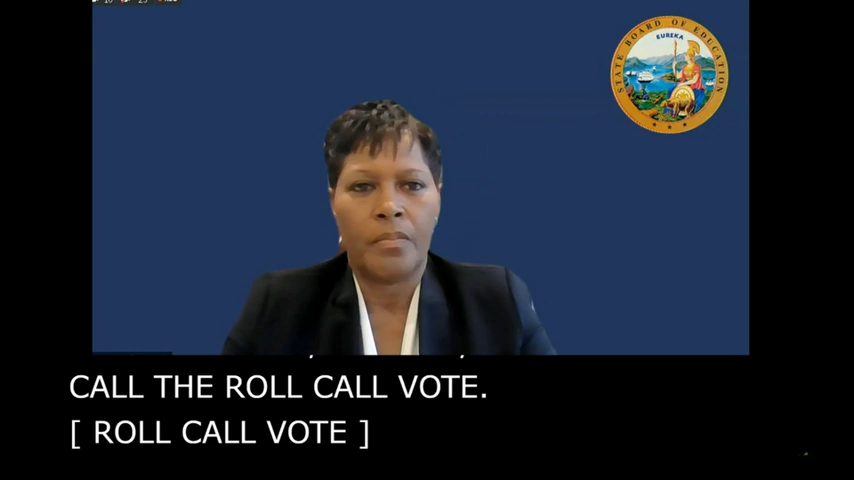 STATE BOARD OF EDUCATION
EUREKA
CALL THE ROLL CALL VOTE.
[ ROLL CALL VOTE ]